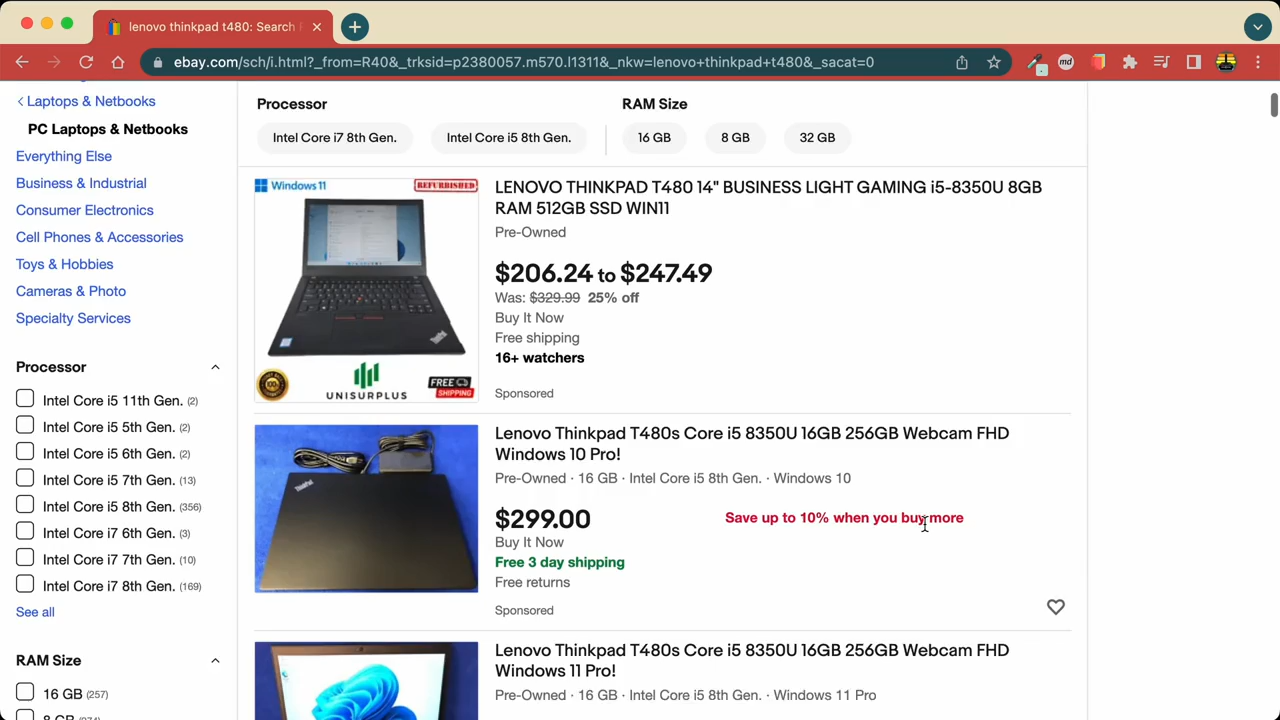 lenovo thinkpad t480: Search
ebay.com/sch/i.html?_from=R40&_trksid=p2380057.m570.l1311&_nkw=lenovo+thinkpad+t480&_sacat=0
md
Laptops & Netbooks
PC Laptops & Netbooks
Everything Else
Business & Industrial
Consumer Electronics
Cell Phones & Accessories
Toys & Hobbies
Cameras & Photo
Specialty Services
Processor
Intel Core i5 11th Gen. (2)
Intel Core i5 5th Gen. (2)
Intel Core i5 6th Gen. (2)
Intel Core i5 7th Gen. (13)
Intel Core i5 8th Gen. (356)
Intel Core i7 6th Gen. (3)
Intel Core i7 7th Gen. (10)
Intel Core i7 8th Gen. (169)
See all
RAM Size
16 GB (257)
Processor
RAM Size
Intel Core i7 8th Gen.
Intel Core i5 8th Gen.
16 GB
8 GB
32 GB
Windows 11
REFURBISHED
UNISURPLUS
FREE
SHIPPING
LENOVO THINKPAD T480 14" BUSINESS LIGHT GAMING i5-8350U 8GB
RAM 512GB SSD WIN11
Pre-Owned
$206.24 to $247.49
Was: $329.99 25% off
Buy It Now
Free shipping
16+ watchers
Sponsored
Lenovo Thinkpad T480s Core i5 8350U 16GB 256GB Webcam FHD
Windows 10 Pro!
Pre-Owned · 16 GB · Intel Core i5 8th Gen. · Windows 10
$299.00
Save up to 10% when you buy more
Buy It Now
Free 3 day shipping
Free returns
Sponsored
Lenovo Thinkpad T480s Core i5 8350U 16GB 256GB Webcam FHD
Windows 11 Pro!
Pre-Owned · 16 GB · Intel Core i5 8th Gen. · Windows 11 Pro